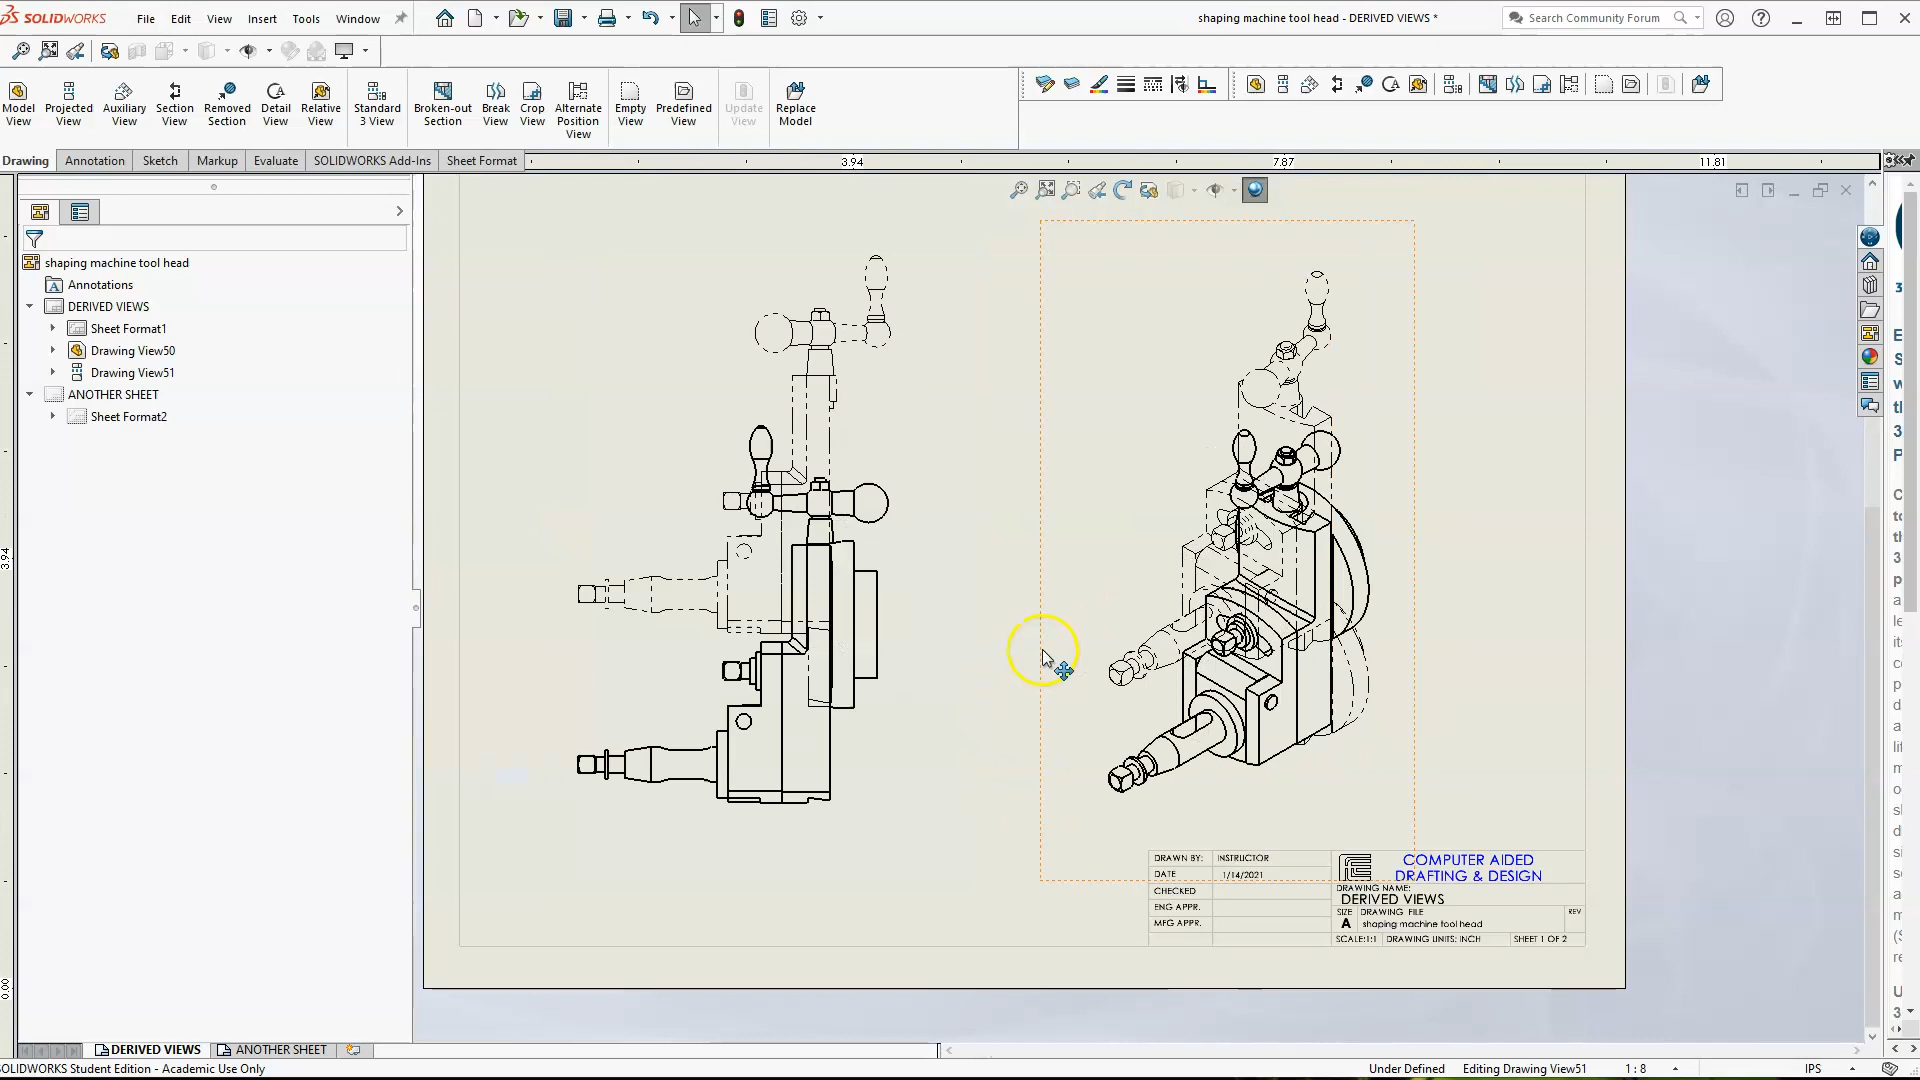 SOLIDWORKS File Edit View Insert Tools Window
shaping machine tool head - DERIVED VIEWS *
Search Community Forum
Model View
Projected View
Auxiliary View
Section View
Removed Section
Detail View
Relative View
Standard 3 View
Broken-out Section
Break View
Crop View
Alternate Position View
Empty View
Predefined View
Update View
Replace Model
Drawing Annotation Sketch Markup Evaluate SOLIDWORKS Add-Ins Sheet Format
3.94 7.87 11.81
shaping machine tool head
Annotations
DERIVED VIEWS
Sheet Format1
Drawing View50
Drawing View51
ANOTHER SHEET
Sheet Format2
3.94
0.00
DRAWN BY: INSTRUCTOR
DATE 1/14/2021
CHECKED
ENG APPR.
MFG APPR.
COMPUTER AIDED
DRAFTING & DESIGN
DRAWING NAME:
DERIVED VIEWS
SIZE DRAWING FILE REV
A shaping machine tool head
SCALE:1:1 DRAWING UNITS: INCH SHEET 1 OF 2
DERIVED VIEWS ANOTHER SHEET
SOLIDWORKS Student Edition - Academic Use Only
Under Defined Editing Drawing View51 1 : 8 IPS